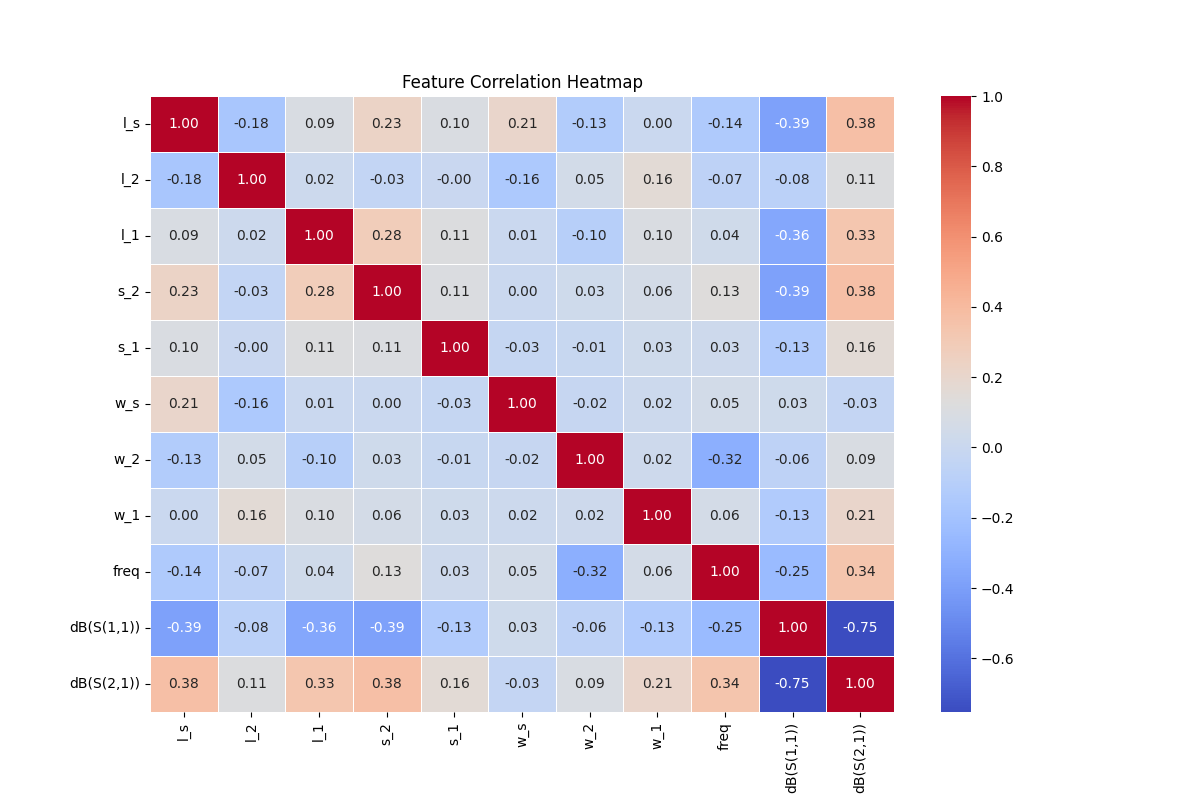 Feature Correlation Heatmap
l_s 1.00 -0.18 0.09 0.23 0.10 0.21 -0.13 0.00 -0.14 -0.39 0.38
l_2 -0.18 1.00 0.02 -0.03 -0.00 -0.16 0.05 0.16 -0.07 -0.08 0.11
l_1 0.09 0.02 1.00 0.28 0.11 0.01 -0.10 0.10 0.04 -0.36 0.33
s_2 0.23 -0.03 0.28 1.00 0.11 0.00 0.03 0.06 0.13 -0.39 0.38
s_1 0.10 -0.00 0.11 0.11 1.00 -0.03 -0.01 0.03 0.03 -0.13 0.16
w_s 0.21 -0.16 0.01 0.00 -0.03 1.00 -0.02 0.02 0.05 0.03 -0.03
w_2 -0.13 0.05 -0.10 0.03 -0.01 -0.02 1.00 0.02 -0.32 -0.06 0.09
w_1 0.00 0.16 0.10 0.06 0.03 0.02 0.02 1.00 0.06 -0.13 0.21
freq -0.14 -0.07 0.04 0.13 0.03 0.05 -0.32 0.06 1.00 -0.25 0.34
dB(S(1,1)) -0.39 -0.08 -0.36 -0.39 -0.13 0.03 -0.06 -0.13 -0.25 1.00 -0.75
dB(S(2,1)) 0.38 0.11 0.33 0.38 0.16 -0.03 0.09 0.21 0.34 -0.75 1.00
l_s l_2 l_1 s_2 s_1 w_s w_2 w_1 freq dB(S(1,1)) dB(S(2,1))
1.0
0.8
0.6
0.4
0.2
0.0
−0.2
−0.4
−0.6